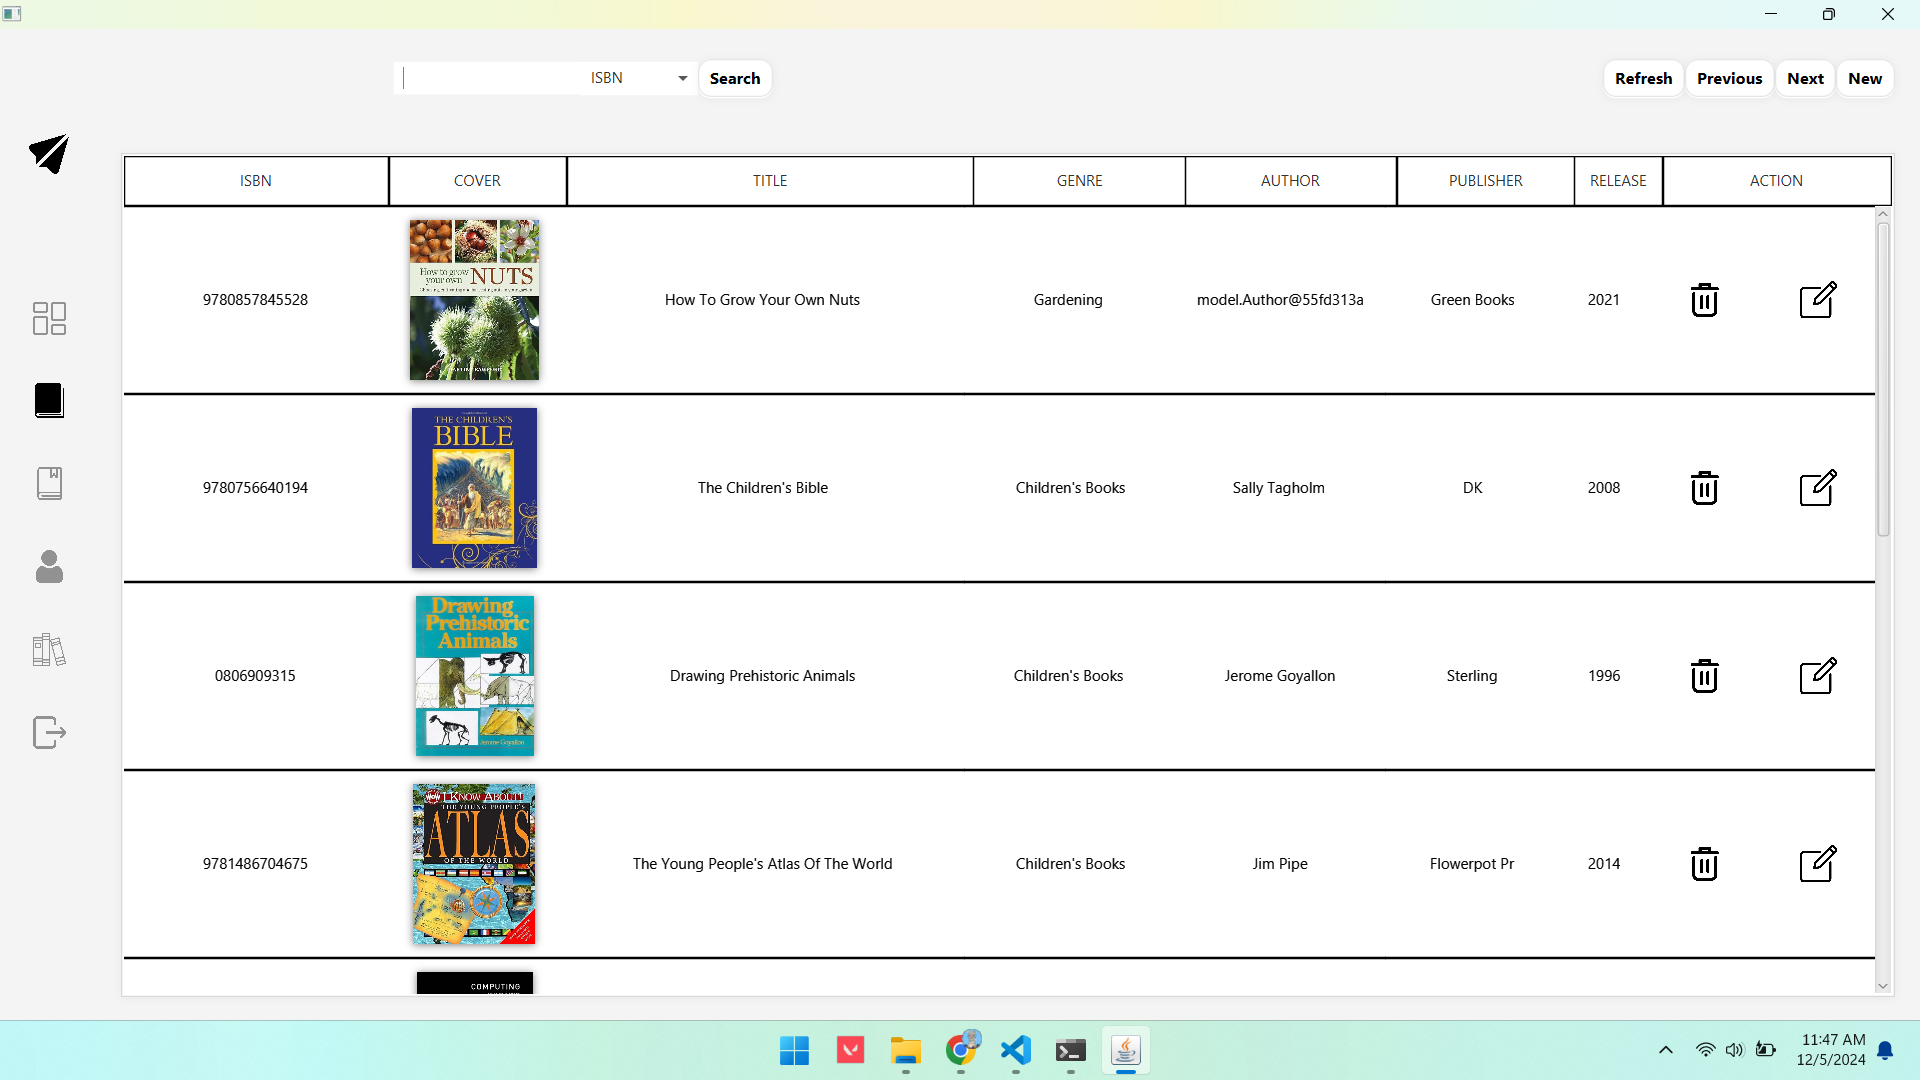 ISBN
Search
Refresh
Previous
Next
New
ISBN COVER TITLE GENRE AUTHOR PUBLISHER RELEASE ACTION
How to grow
your own NUTS
9780857845528 How To Grow Your Own Nuts Gardening model.Author@55fd313a Green Books 2021
THE CHILDREN'S
BIBLE
9780756640194 The Children's Bible Children's Books Sally Tagholm DK 2008
Drawing
Prehistoric
Animals
0806909315 Drawing Prehistoric Animals Children's Books Jerome Goyallon Sterling 1996
Jerome Goyallon
WOW I KNOW ABOUT!
THE YOUNG PEOPLE'S
ATLAS
OF THE WORLD
9781486704675 The Young People's Atlas Of The World Children's Books Jim Pipe Flowerpot Pr 2014
COMPUTING
11:47 AM
12/5/2024